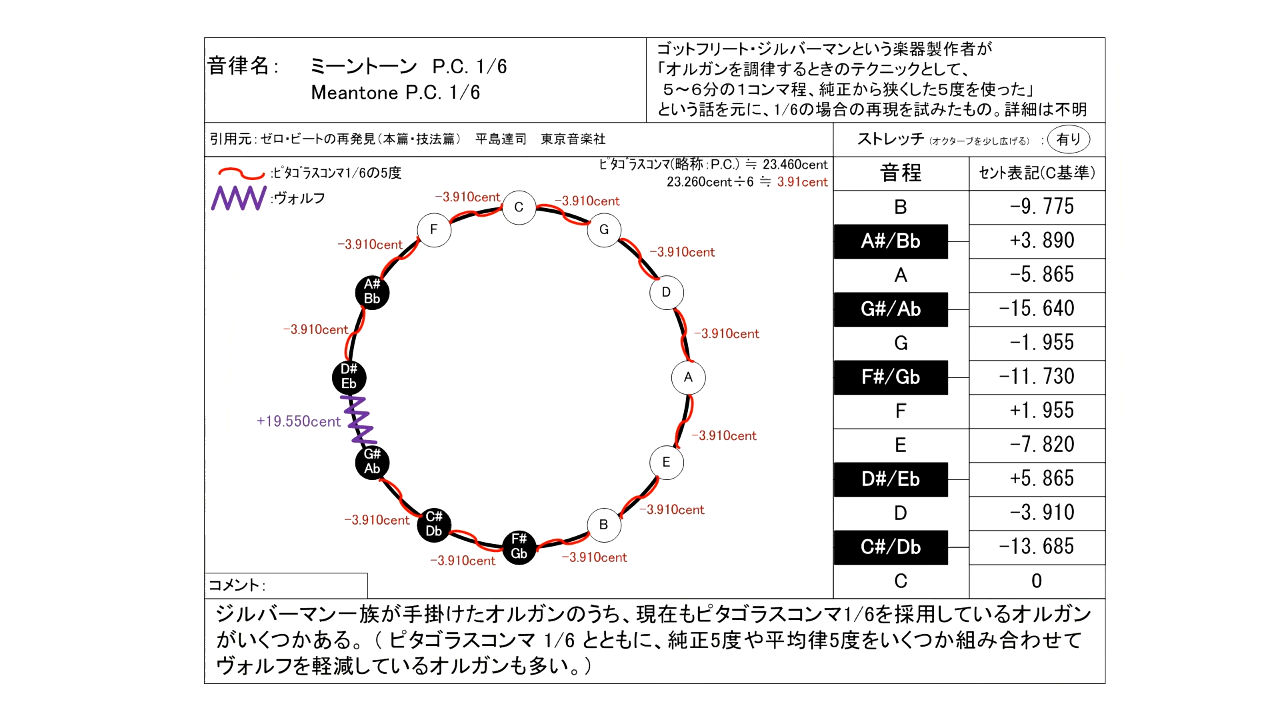 音律名： ミーントーン P.C. 1/6
Meantone P.C. 1/6
ゴットフリート・ジルバーマンという楽器製作者が
「オルガンを調律するときのテクニックとして、
５～６分の１コンマ程、純正から狭くした５度を使った」
という話を元に、1/6の場合の再現を試みたもの。詳細は不明
引用元：ゼロ・ビートの再発見（本篇・技法篇） 平島達司 東京音楽社
ストレッチ（オクターブを少し広げる）：有り
:ﾋﾟﾀｺﾞﾗｽコンマ1/6の5度
:ヴォルフ
ﾋﾟﾀｺﾞﾗｽコンマ(略称：P.C.) ≒ 23.460cent
23.260cent÷6 ≒ 3.91cent
音程 セント表記(C基準)
B -9.775
A#/Bb +3.890
A -5.865
G#/Ab -15.640
G -1.955
F#/Gb -11.730
F +1.955
E -7.820
D#/Eb +5.865
D -3.910
C#/Db -13.685
C 0
C
-3.910cent
G
-3.910cent
D
-3.910cent
A
-3.910cent
E
-3.910cent
B
-3.910cent
F#
Gb
-3.910cent
C#
Db
-3.910cent
G#
Ab
+19.550cent
D#
Eb
-3.910cent
A#
Bb
-3.910cent
F
-3.910cent
コメント：
ジルバーマン一族が手掛けたオルガンのうち、現在もピタゴラスコンマ1/6を採用しているオルガン
がいくつかある。（ ピタゴラスコンマ 1/6 とともに、純正5度や平均律5度をいくつか組み合わせて
ヴォルフを軽減しているオルガンも多い。）